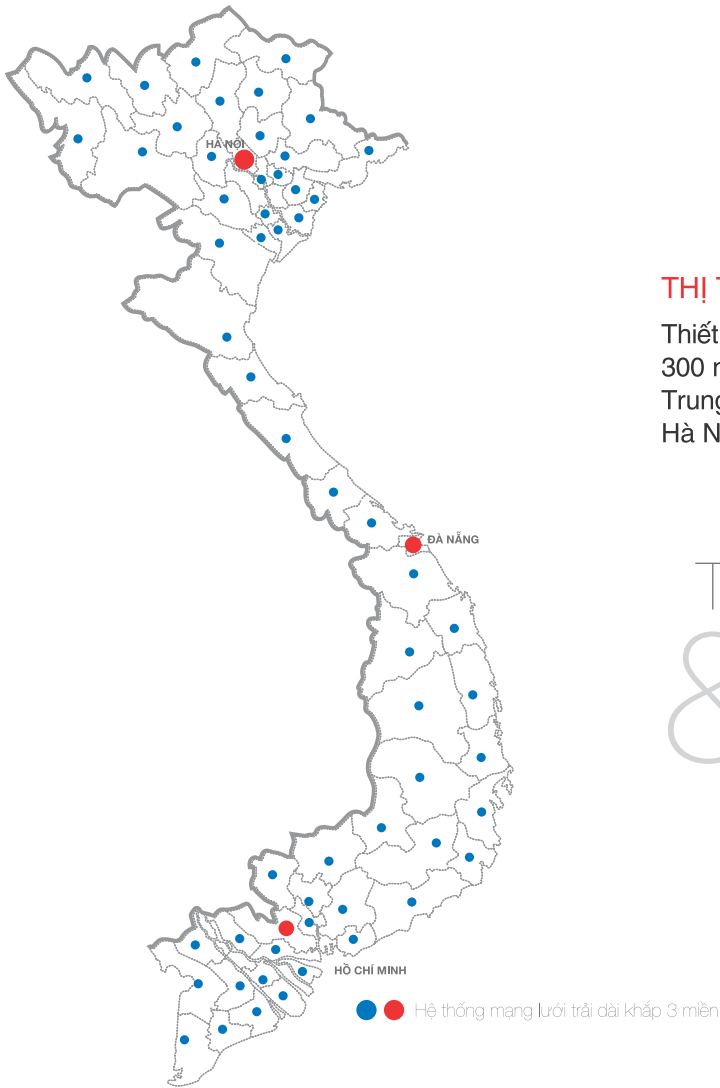 HÀ NỘI
THỊ T
Thiết
300 r
Trung
Hà N
ĐÀ NẴNG
T
&
HỒ CHÍ MINH
Hệ thống mạng lưới trải dài khắp 3 miền